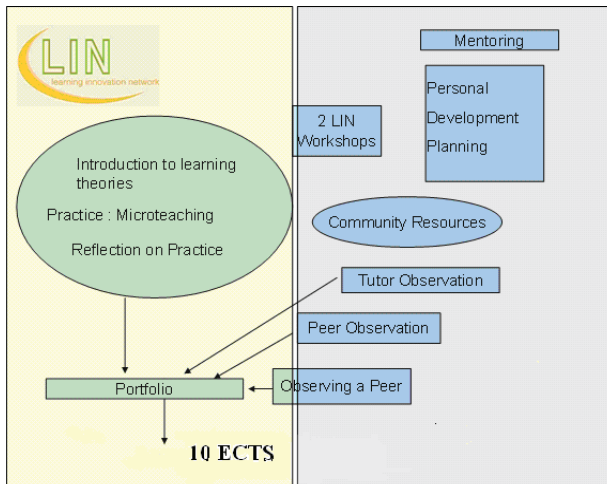 LIN
learning innovation network
Introduction to learning
theories
Practice : Microteaching
Reflection on Practice
Portfolio
10 ECTS
Mentoring
Personal
Development
Planning
2 LIN
Workshops
Community Resources
Tutor Observation
Peer Observation
Observing a Peer